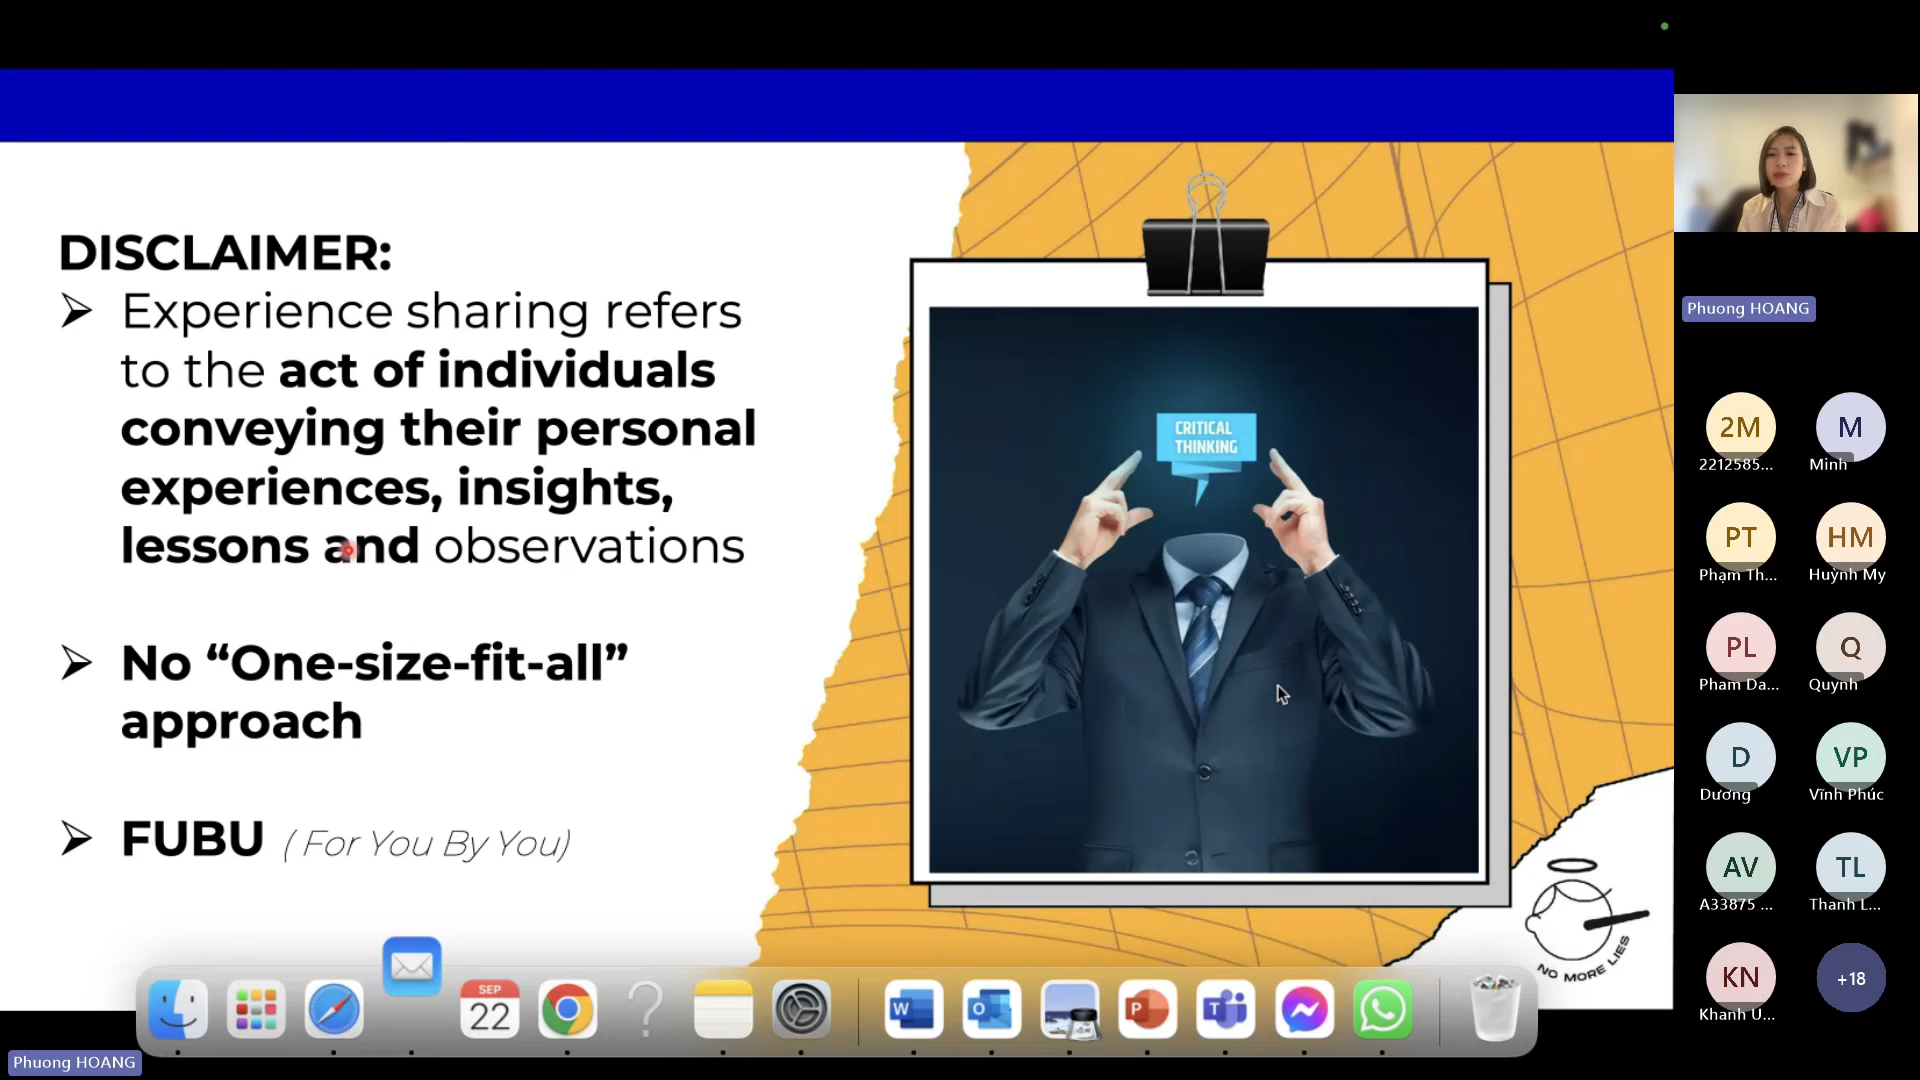 DISCLAIMER:
➢ Experience sharing refers
to the act of individuals
conveying their personal
experiences, insights,
lessons and observations
➢ No “One-size-fit-all”
approach
➢ FUBU ( For You By You)
CRITICAL
THINKING
NO MORE LIES
SEP
22
W
O
P
T
Phuong HOANG
Phuong HOANG
2M
2212585...
M
Minh
PT
Phạm Th...
HM
Huỳnh My
PL
Pham Da...
Q
Quynh
D
Dương
VP
Vĩnh Phúc
AV
A33875 ...
TL
Thanh L...
KN
Khanh U...
+18